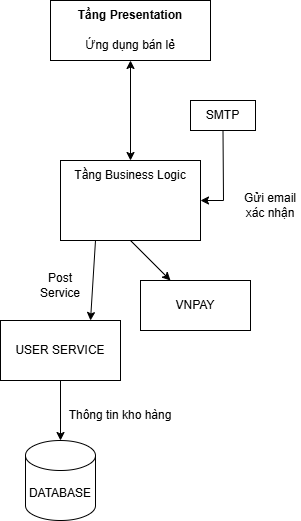 Tầng Presentation
Ứng dụng bán lẻ
SMTP
Tầng Business Logic
Gửi email
xác nhận
Post
Service
VNPAY
USER SERVICE
Thông tin kho hàng
DATABASE